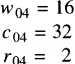 w₀₄ = 16
c₀₄ = 32
r₀₄ = 2